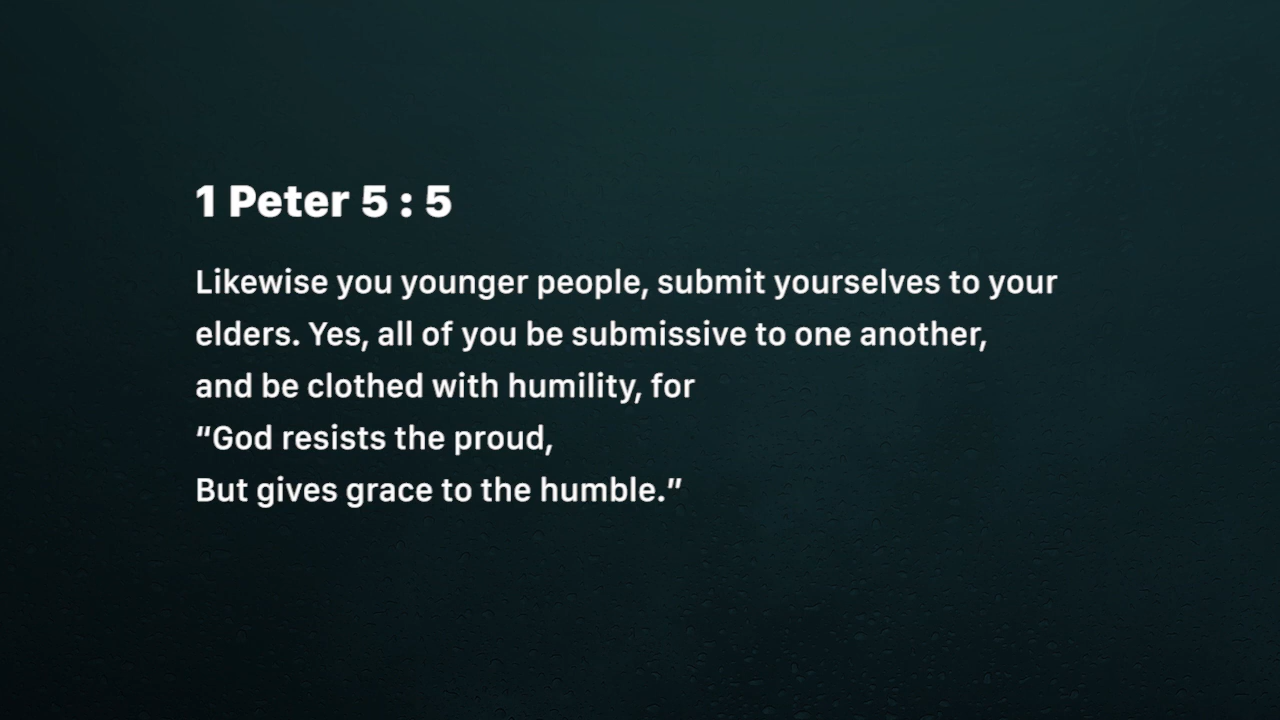 1 Peter 5 : 5
Likewise you younger people, submit yourselves to your
elders. Yes, all of you be submissive to one another,
and be clothed with humility, for
“God resists the proud,
But gives grace to the humble.”